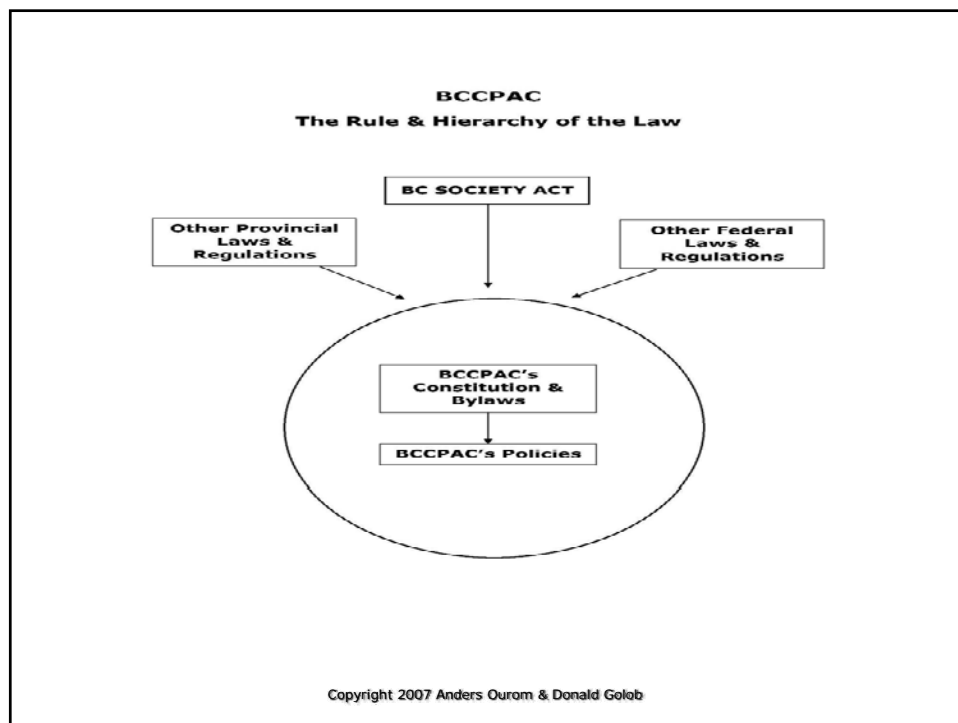 BCCPAC
The Rule & Hierarchy of the Law
BC SOCIETY ACT
Other Provincial
Laws &
Regulations
Other Federal
Laws &
Regulations
BCCPAC's
Constitution &
Bylaws
BCCPAC's Policies
Copyright 2007 Anders Ourom & Donald Golob